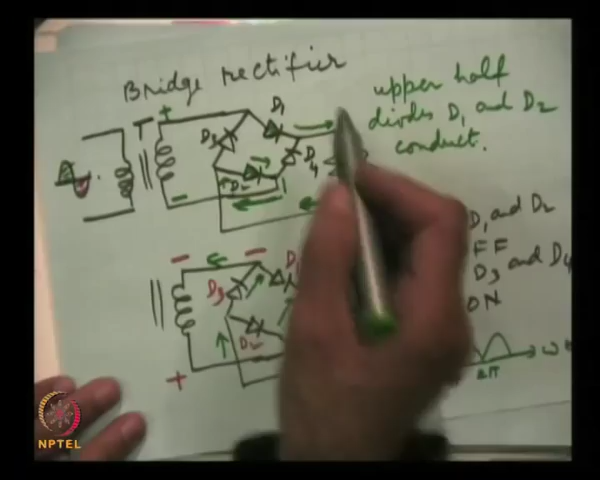 Bridge rectifier
upper half
diodes D1 and D2
conduct.
+
T
D1
D3
D4
D2
-
D1 and D2
FF
D3 and D4
ON
-
-
D1
D3
D2
+
2π
ω
NPTEL